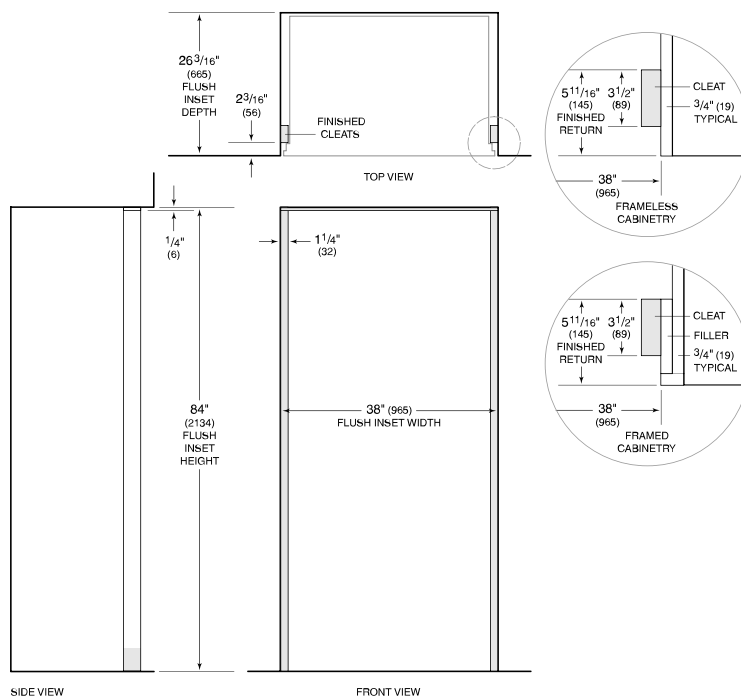 26 3/16"
(665)
FLUSH
INSET
DEPTH
2 3/16"
(56)
FINISHED
CLEATS
TOP VIEW
5 11/16"
(145)
FINISHED
RETURN
3 1/2"
(89)
CLEAT
3/4" (19)
TYPICAL
38"
(965)
FRAMELESS
CABINETRY
1/4"
(6)
1 1/4"
(32)
5 11/16"
(145)
FINISHED
RETURN
3 1/2"
(89)
CLEAT
FILLER
3/4" (19)
TYPICAL
38"
(965)
FRAMED
CABINETRY
84"
(2134)
FLUSH
INSET
HEIGHT
38" (965)
FLUSH INSET WIDTH
SIDE VIEW
FRONT VIEW